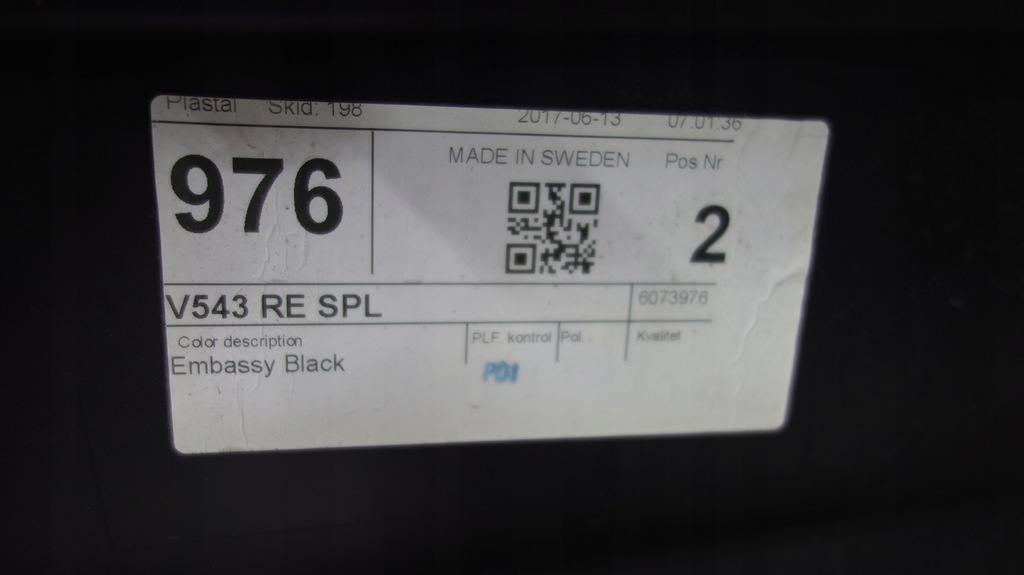 Plastal Skid: 198 2017-06-13 07:01:36
976 MADE IN SWEDEN Pos Nr
2
V543 RE SPL 6073976
Color description PLF. kontrol Pol. Kvalitet
Embassy Black PD1